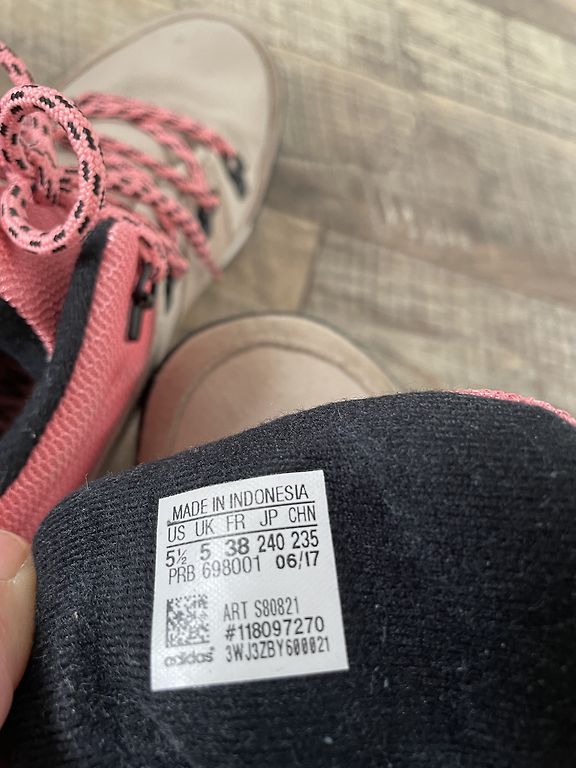 MADE IN INDONESIA
US UK FR JP CHN
5½ 5 38 240 235
PRB 698001 06/17
ART S80821
#118097270
adidas 3WJ3ZBY600021